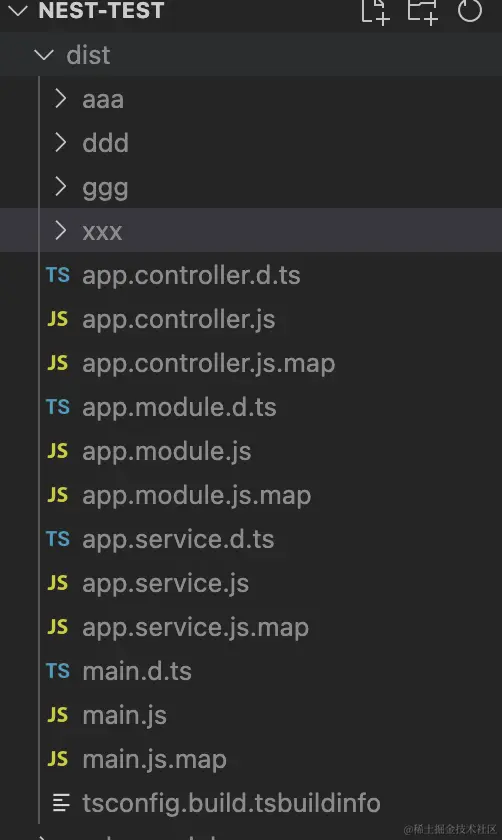 NEST-TEST
dist
aaa
ddd
ggg
xxx
TS app.controller.d.ts
JS app.controller.js
JS app.controller.js.map
TS app.module.d.ts
JS app.module.js
JS app.module.js.map
TS app.service.d.ts
JS app.service.js
JS app.service.js.map
TS main.d.ts
JS main.js
JS main.js.map
tsconfig.build.tsbuildinfo
@稀土掘金技术社区